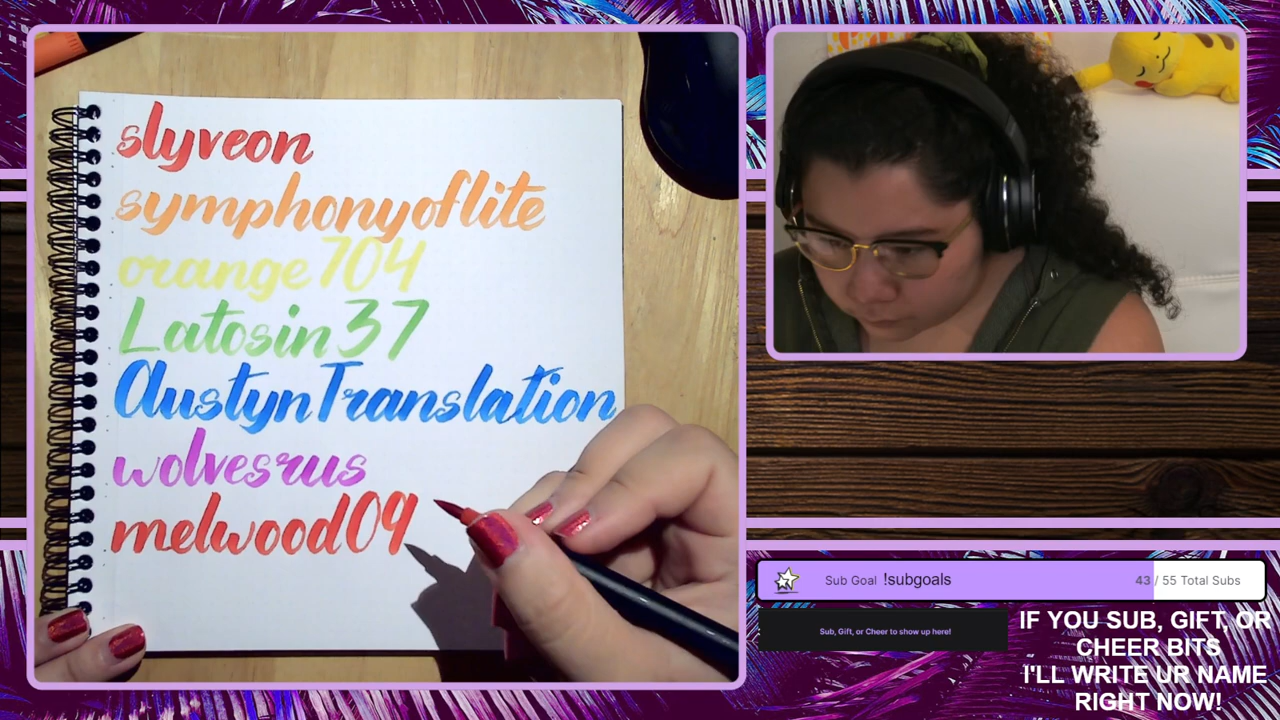 slyveon
symphonyoflite
orange704
Latosin37
AustynTranslation
wolvesrus
melwood09
Sub Goal !subgoals
43 / 55 Total Subs
Sub, Gift, or Cheer to show up here!
IF YOU SUB, GIFT, OR
CHEER BITS
I'LL WRITE UR NAME
RIGHT NOW!